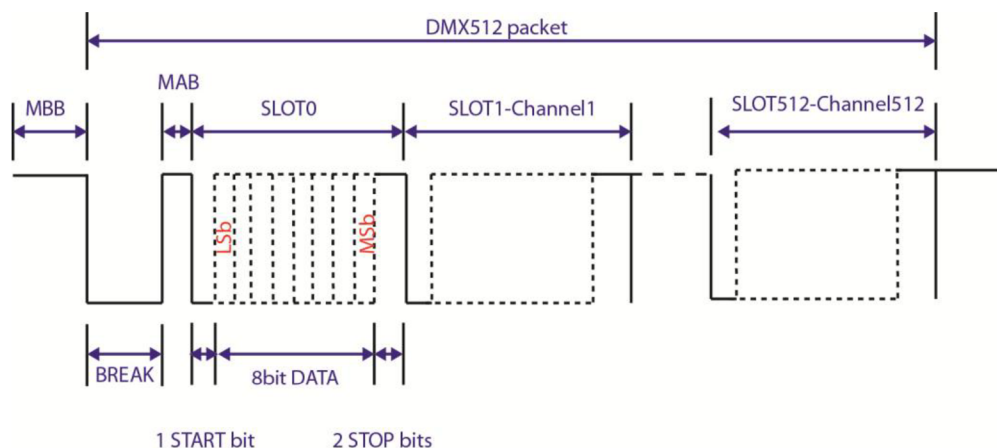 DMX512 packet
MAB
MBB
SLOT0
SLOT1-Channel1
SLOT512-Channel512
LSb
MSb
BREAK
8bit DATA
1 START bit
2 STOP bits